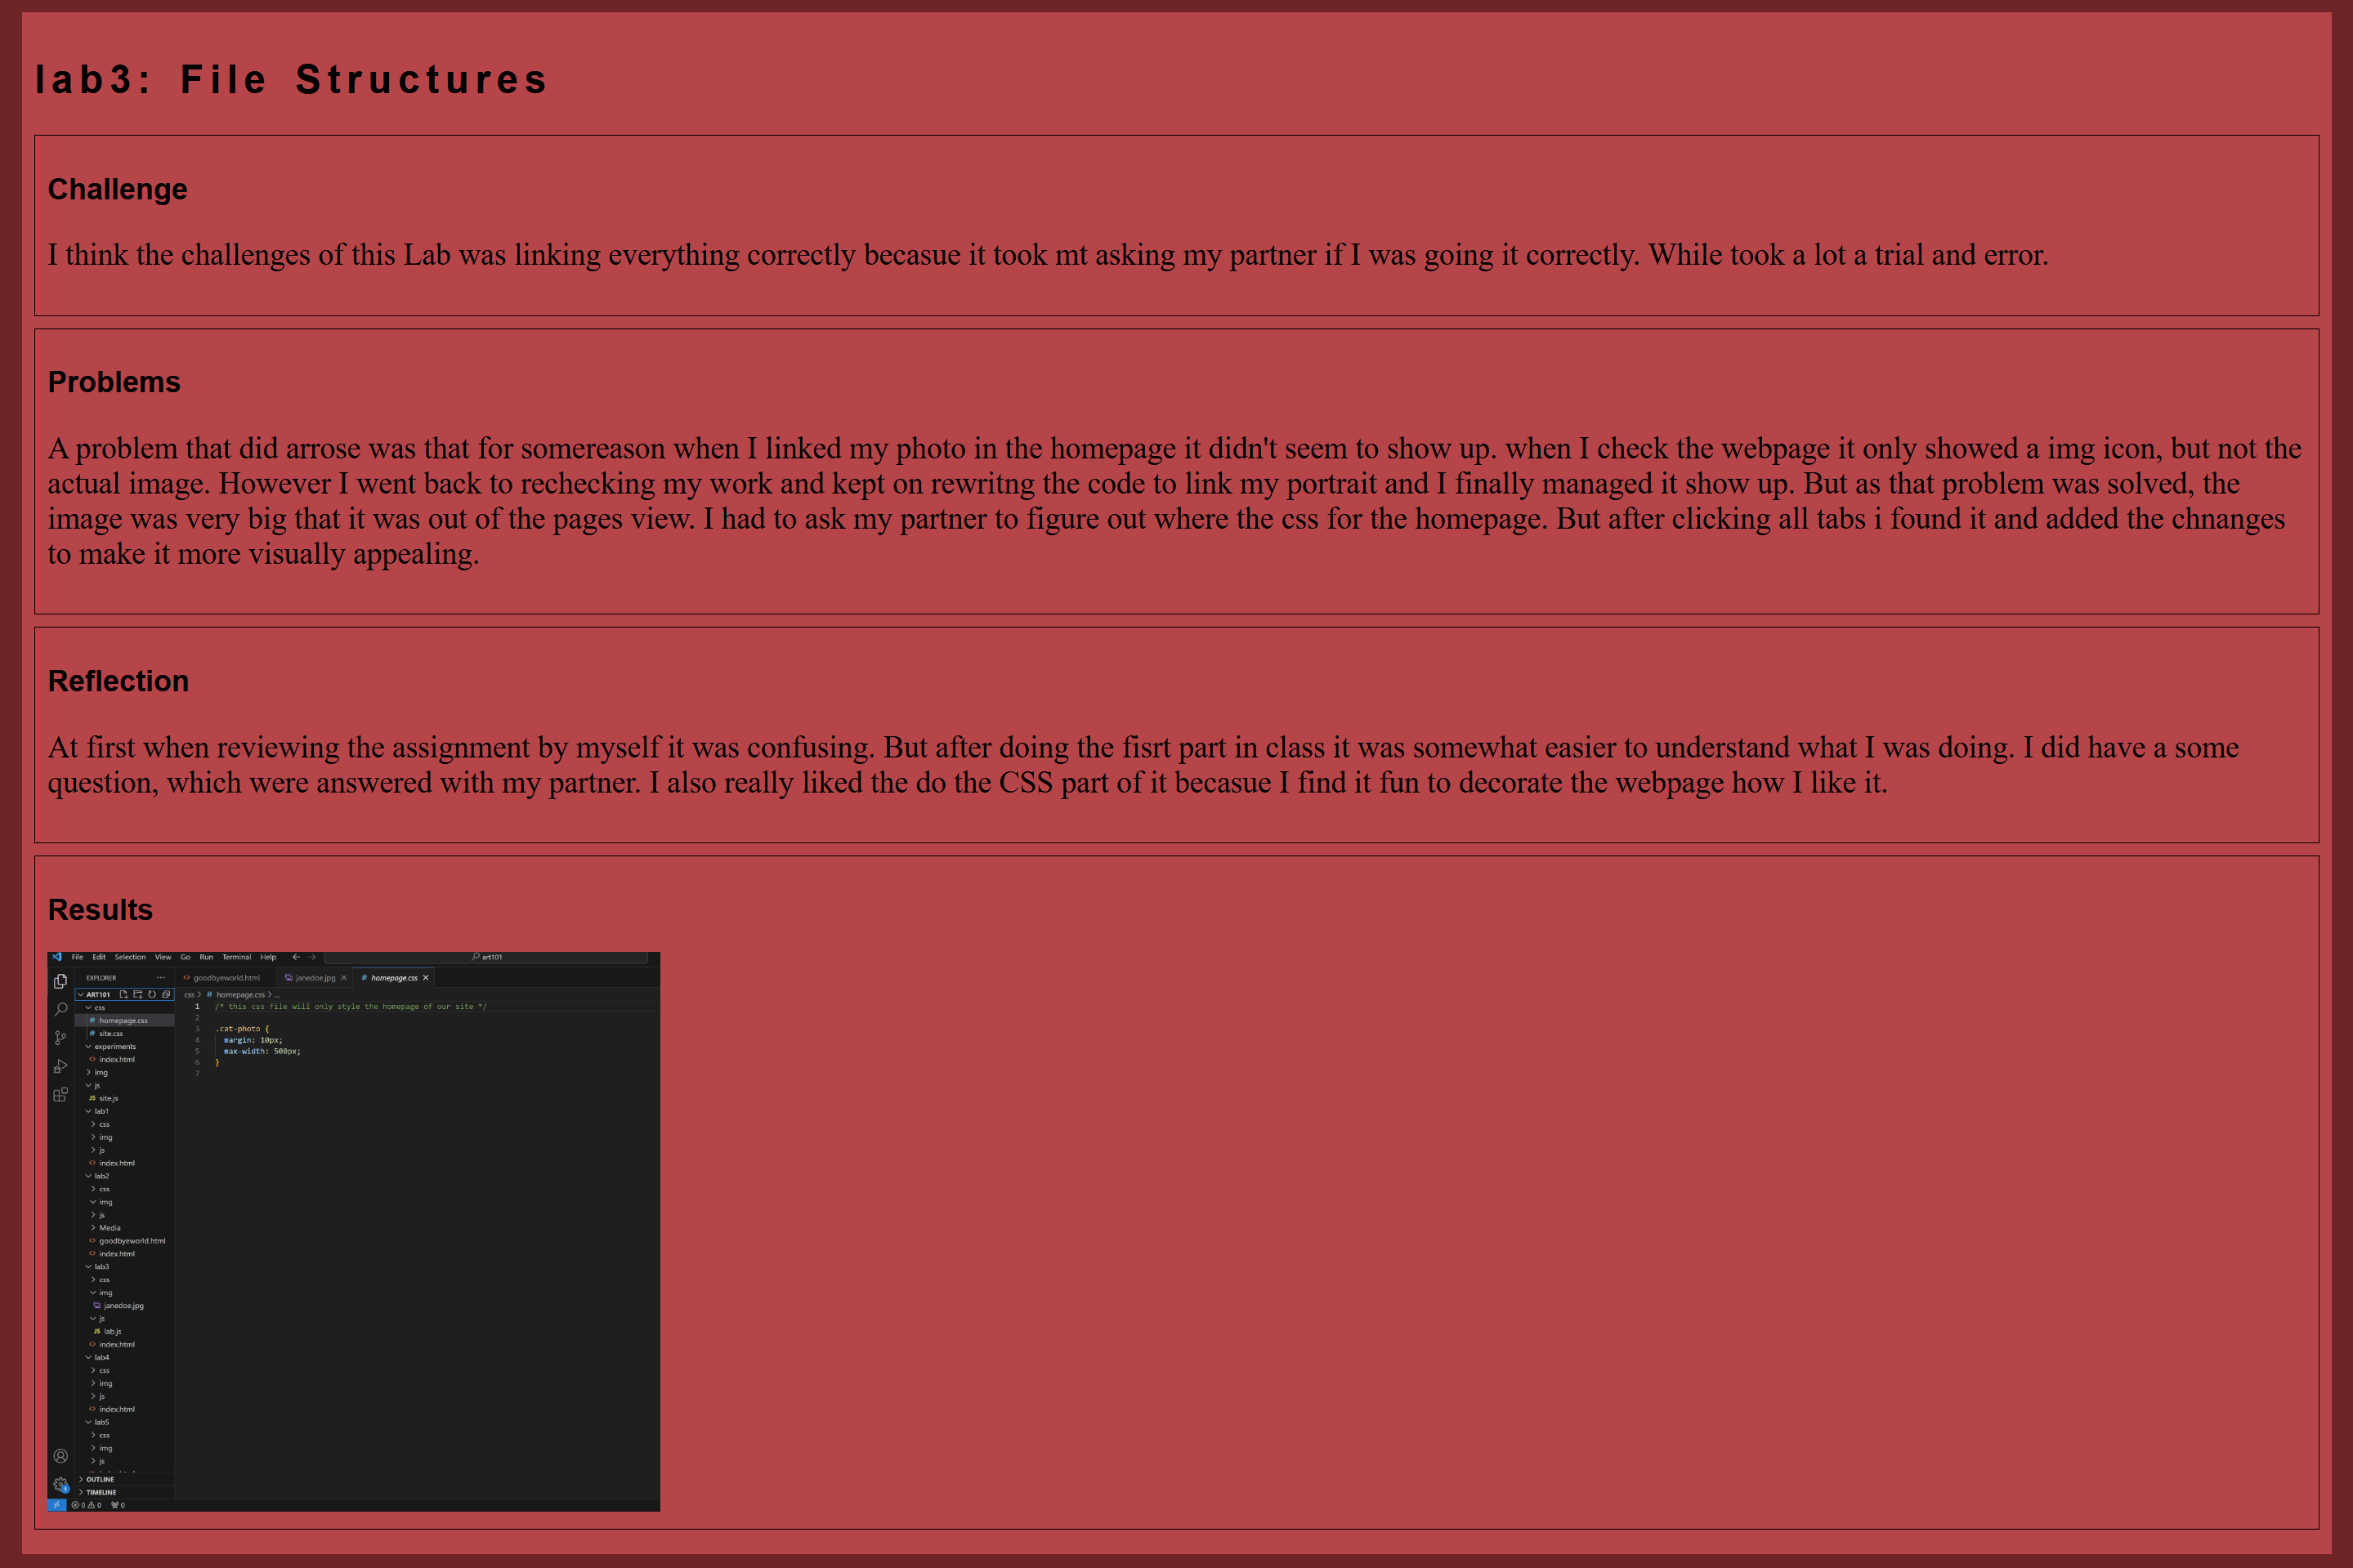 lab3: File Structures
Challenge
I think the challenges of this Lab was linking everything correctly becasue it took mt asking my partner if I was going it correctly. While took a lot a trial and error.
Problems
A problem that did arrose was that for somereason when I linked my photo in the homepage it didn't seem to show up. when I check the webpage it only showed a img icon, but not the
actual image. However I went back to rechecking my work and kept on rewritng the code to link my portrait and I finally managed it show up. But as that problem was solved, the
image was very big that it was out of the pages view. I had to ask my partner to figure out where the css for the homepage. But after clicking all tabs i found it and added the chnanges
to make it more visually appealing.
Reflection
At first when reviewing the assignment by myself it was confusing. But after doing the fisrt part in class it was somewhat easier to understand what I was doing. I did have a some
question, which were answered with my partner. I also really liked the do the CSS part of it becasue I find it fun to decorate the webpage how I like it.
Results
File Edit Selection View Go Run Terminal Help art101
EXPLORER ... goodbyeworld.html janedoe.jpg # homepage.css
ART101 css > # homepage.css > ...
css
# homepage.css
# site.css
experiments
index.html
img
js
JS site.js
lab1
css
img
js
index.html
lab2
css
img
js
Media
goodbyeworld.html
index.html
lab3
css
img
janedoe.jpg
js
JS lab.js
index.html
lab4
css
img
js
index.html
lab5
css
img
js
OUTLINE
TIMELINE
1 /* this css file will only style the homepage of our site */
2
3 .cat-photo {
4 margin: 10px;
5 max-width: 500px;
6 }
7
0 0 0